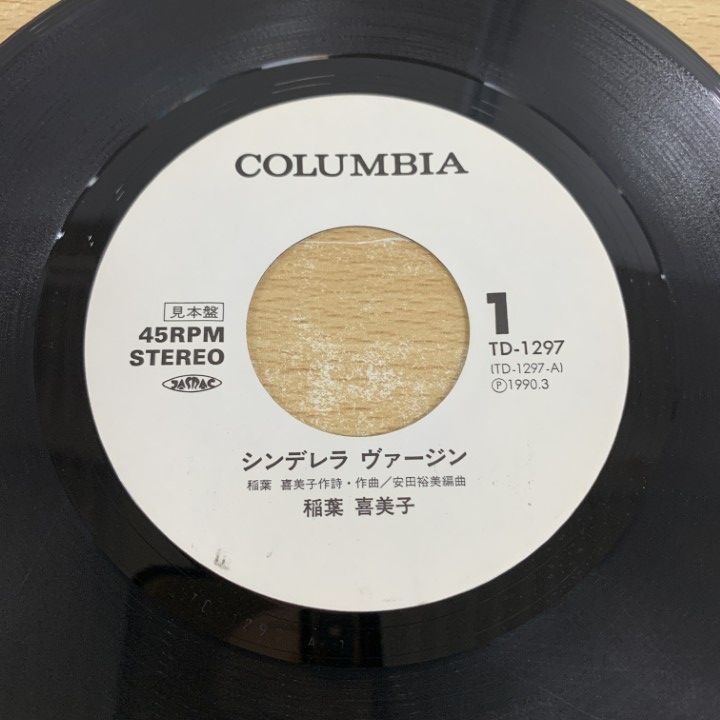 COLUMBIA
見本盤
45RPM
STEREO
JASRAC
1
TD-1297
(TD-1297-A)
Ⓟ1990.3
シンデレラ ヴァージン
稲葉 喜美子作詩・作曲/安田裕美編曲
稲葉 喜美子